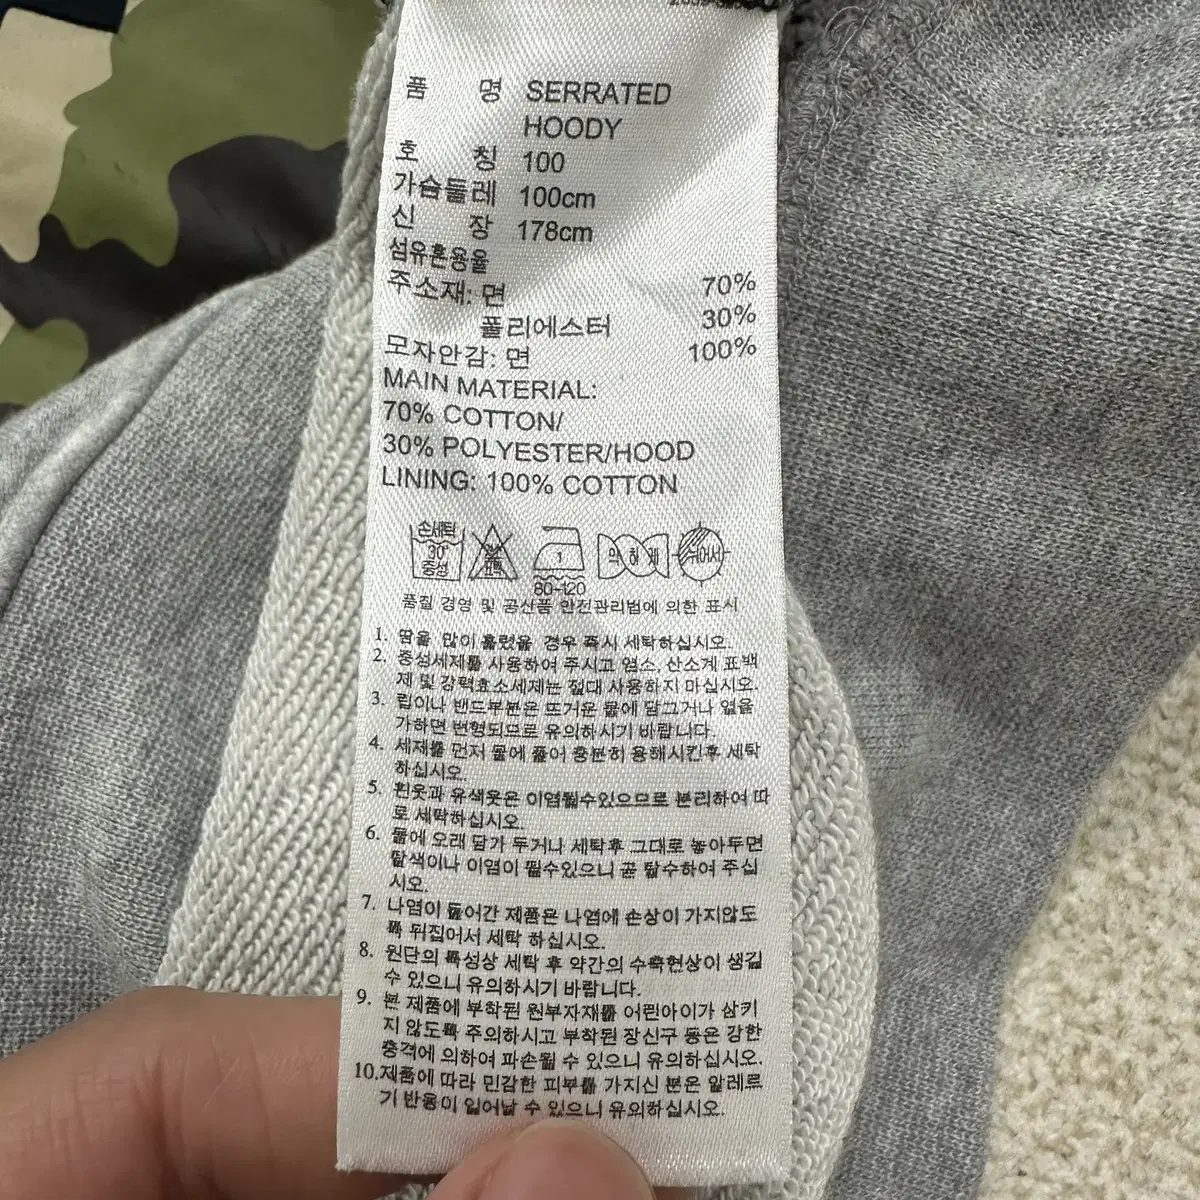 품 명 SERRATED
HOODY
호 칭 100
가슴둘레 100cm
신 장 178cm
섬유혼용율
주소재: 면 70%
폴리에스터 30%
모자안감: 면 100%
MAIN MATERIAL:
70% COTTON/
30% POLYESTER/HOOD
LINING: 100% COTTON
손세탁
30°
중성
표백
1
80~120
약 하 게
뉘어서
품질 경영 및 공산품 안전관리법에 의한 표시
1. 땀을 많이 흘렸을 경우 즉시 세탁하십시오.
2. 중성세제를 사용하여 주시고 염소, 산소계 표백
제 및 강력효소세제는 절대 사용하지 마십시오.
3. 립이나 밴드부분은 뜨거운 물에 담그거나 열을
가하면 변형되므로 유의하시기 바랍니다.
4. 세제를 먼저 물에 풀어 충분히 용해시킨후 세탁
하십시오.
5. 흰옷과 유색옷은 이염될수있으므로 분리하여 따
로 세탁하십시오.
6. 물에 오래 담가 두거나 세탁후 그대로 놓아두면
탈색이나 이염이 될수있으니 곧 탈수하여 주십
시오.
7. 나염이 들어간 제품은 나염에 손상이 가지않도
록 뒤집어서 세탁 하십시오.
8. 원단의 특성상 세탁 후 약간의 수축현상이 생길
수 있으니 유의하시기 바랍니다.
9. 본 제품에 부착된 원부자재를 어린아이가 삼키
지 않도록 주의하시고 부착된 장신구 등은 강한
충격에 의하여 파손될 수 있으니 유의하십시오.
10.제품에 따라 민감한 피부를 가지신 분은 알레르
기 반응이 일어날 수 있으니 유의하십시오.